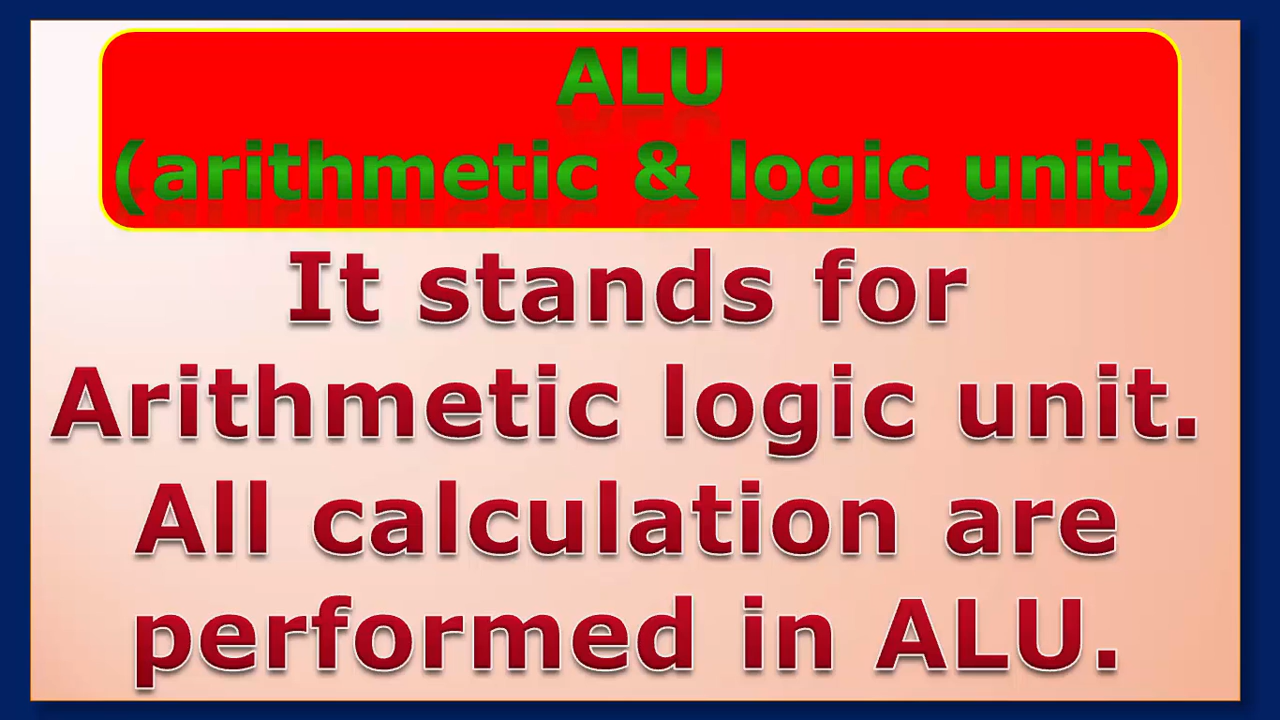 ALU
(arithmetic & logic unit)
It stands for
Arithmetic logic unit.
All calculation are
performed in ALU.